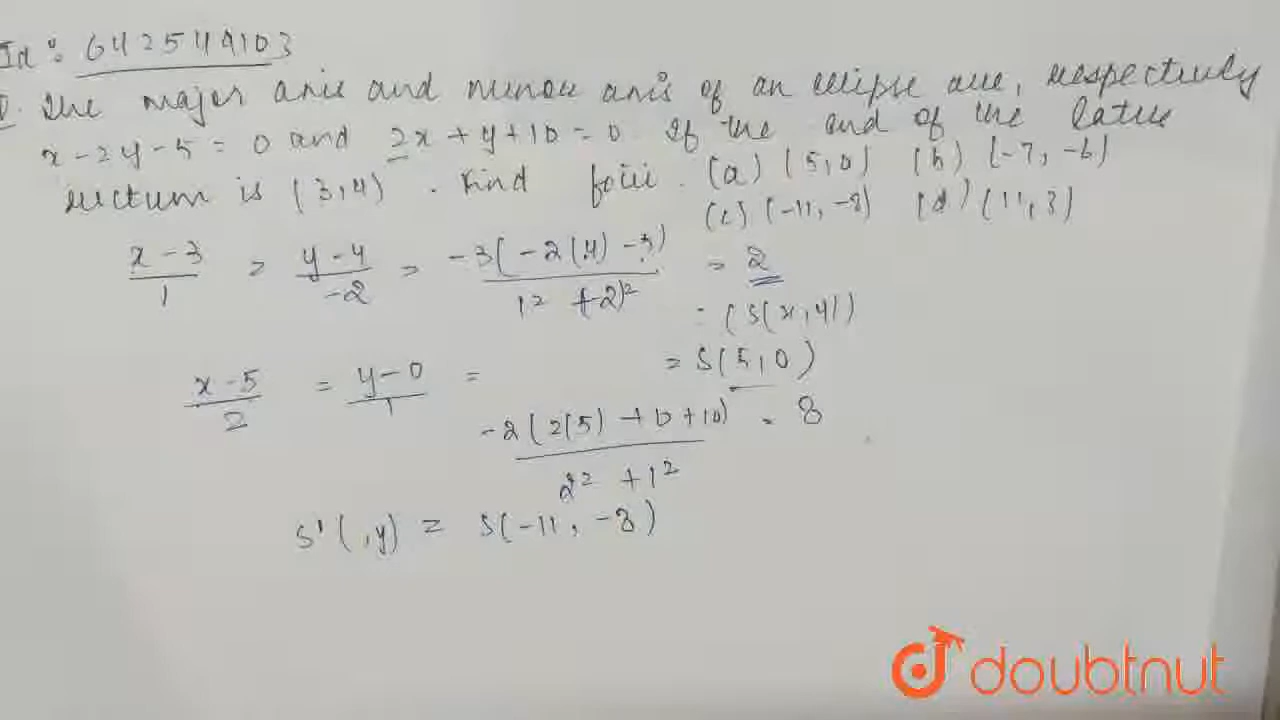 Id: 642544103
The major axis and minor axis of an ellipse are, respectively
x-2y-5=0 and 2x+y+10=0. If the end of the latus
rectum is (3,4). Find foci. (a) (5,0) (b) (-7,-6)
(c) (-11,-8) (d) (11,3)
x-3/1 = y-4/-2 = -3(-2(4)-5)/1² + (-2)² = 2
= (S(x,y))
= S(5,0)
x-5/2 = y-0/1 = -2(2(5)+0+10)/2² + 1² = 8
S'(,y) = S(-11,-8)
doubtnut